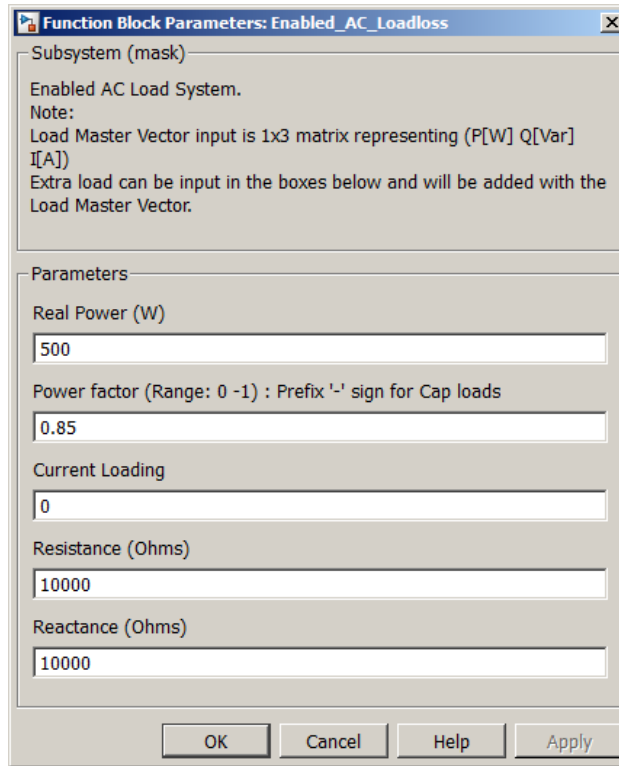 Function Block Parameters: Enabled_AC_Loadloss
Subsystem (mask)
Enabled AC Load System.
Note:
Load Master Vector input is 1x3 matrix representing (P[W] Q[Var]
I[A])
Extra load can be input in the boxes below and will be added with the
Load Master Vector.
Parameters
Real Power (W)
500
Power factor (Range: 0 -1) : Prefix '-' sign for Cap loads
0.85
Current Loading
0
Resistance (Ohms)
10000
Reactance (Ohms)
10000
OK Cancel Help Apply